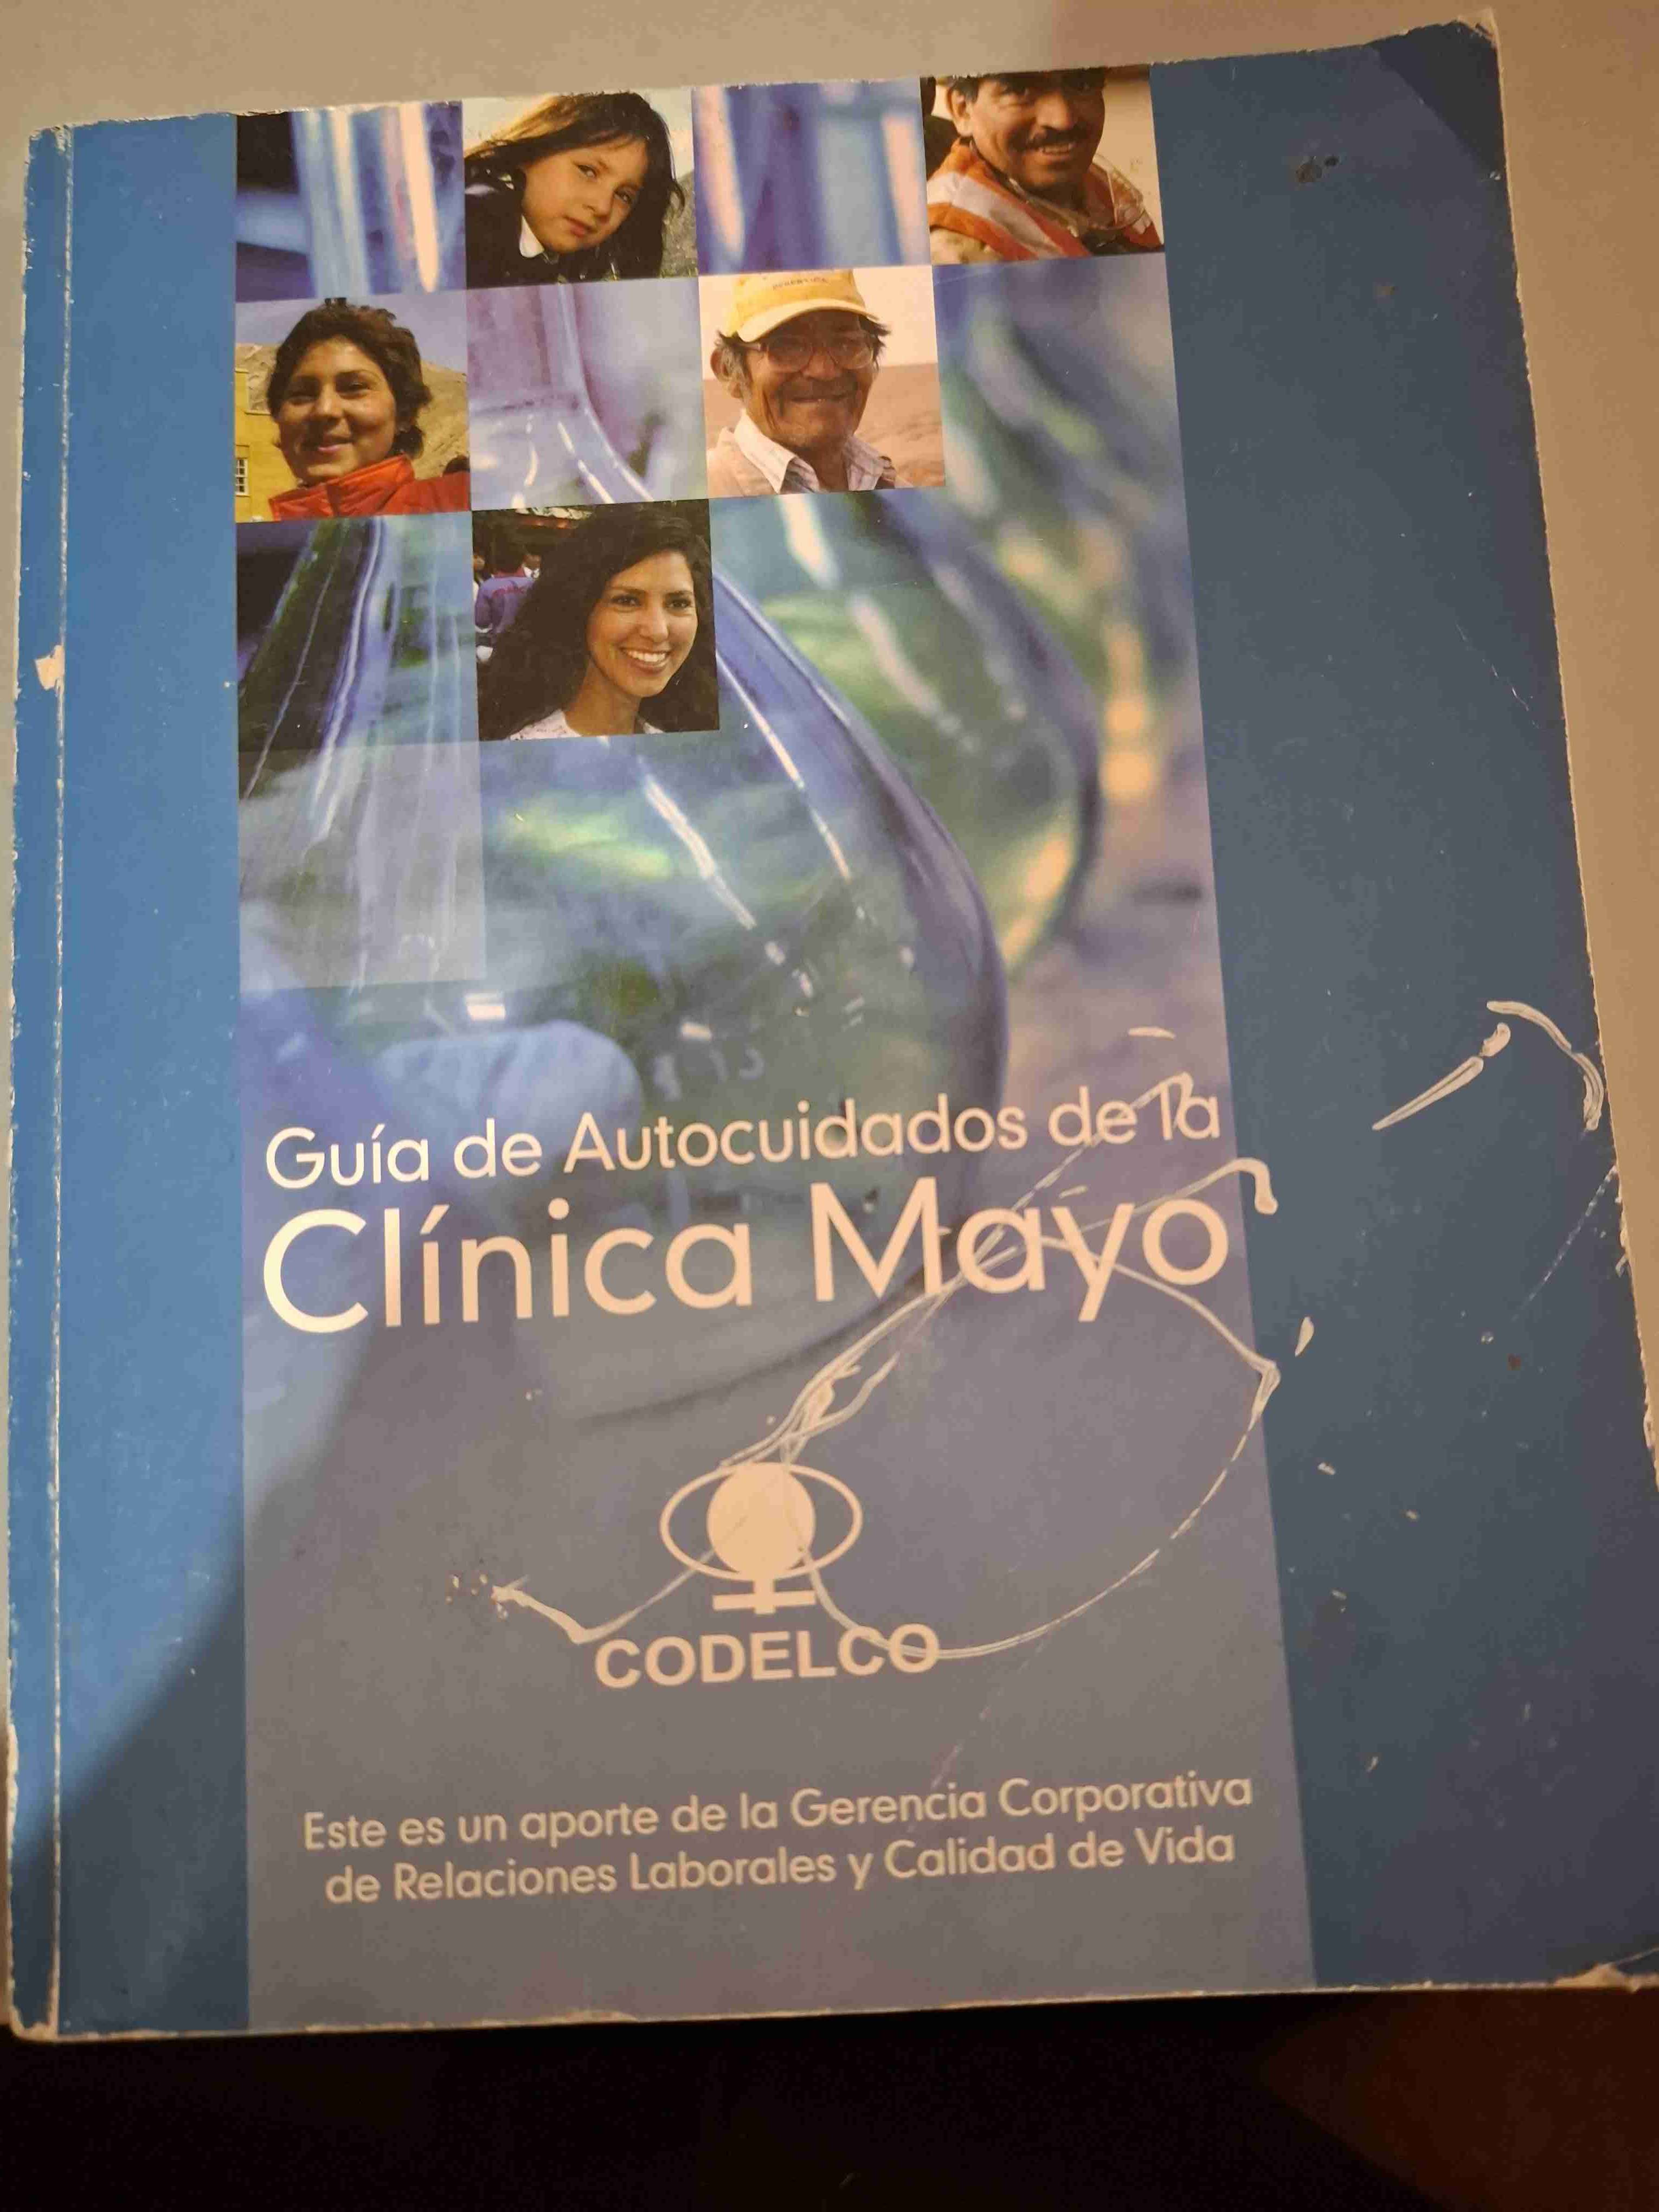 Guía de Autocuidados de la
Clínica Mayo
CODELCO
Este es un aporte de la Gerencia Corporativa
de Relaciones Laborales y Calidad de Vida